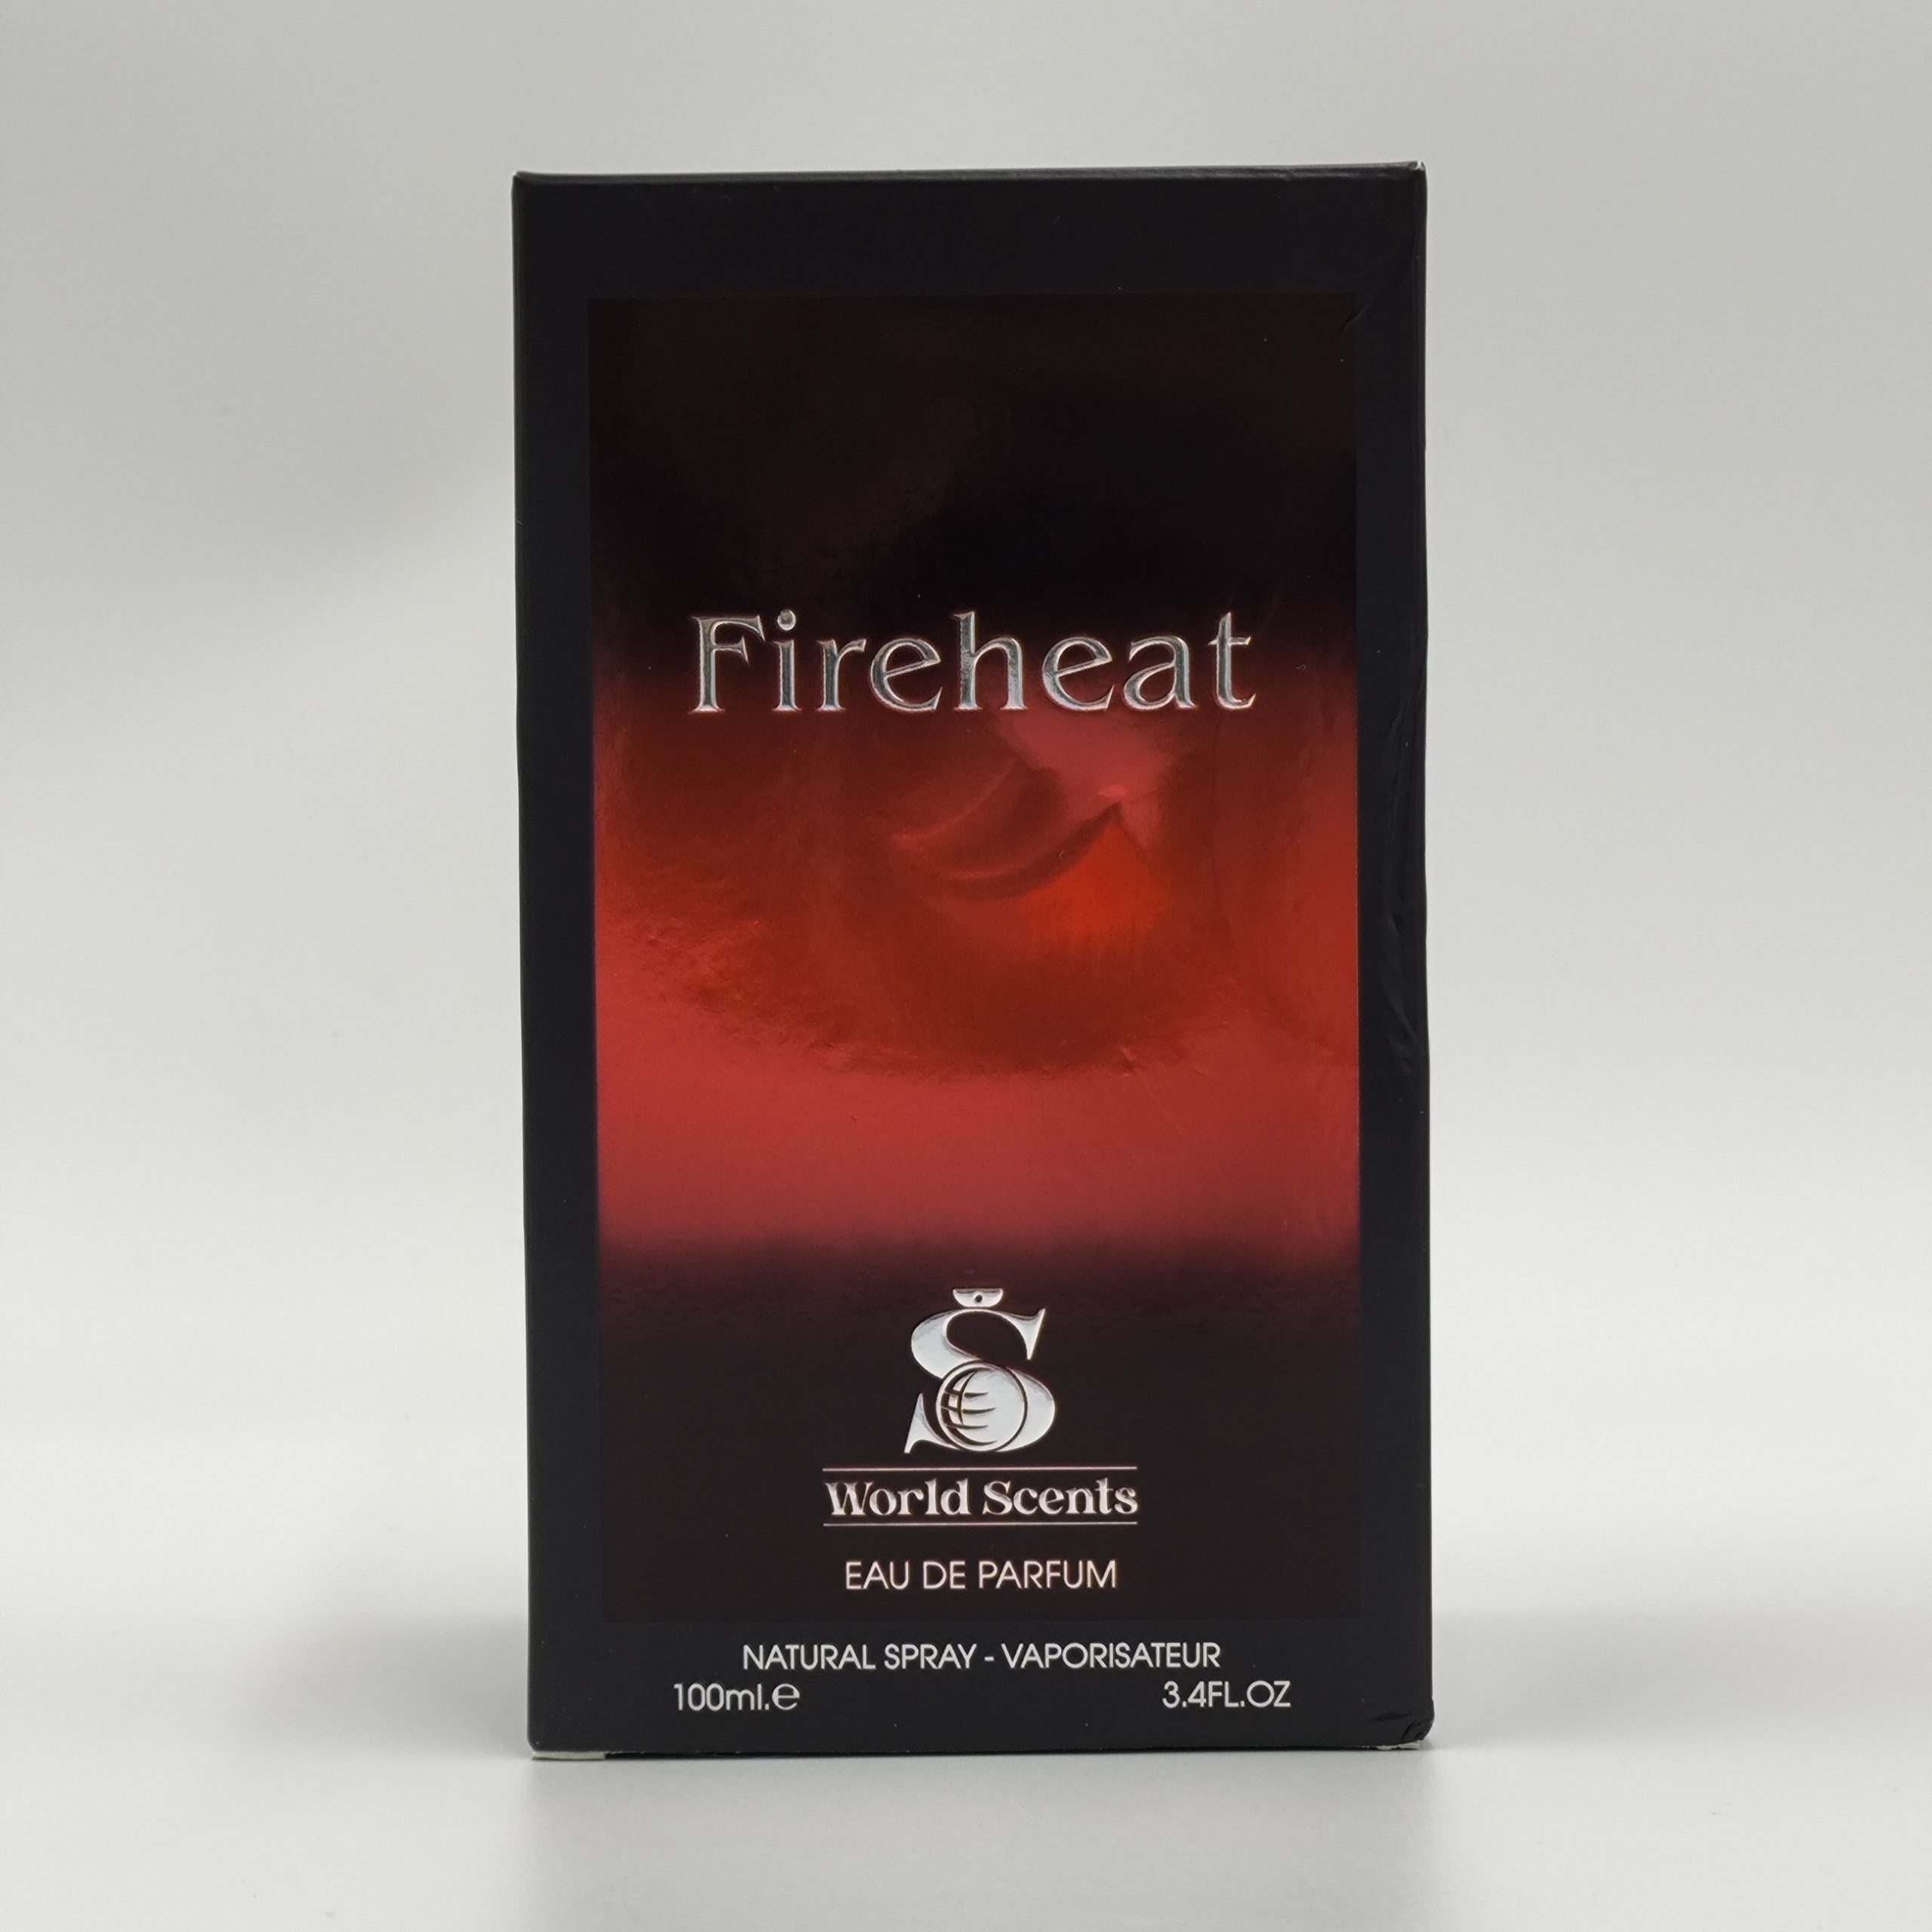 Fireheat
World Scents
EAU DE PARFUM
NATURAL SPRAY - VAPORISATEUR
100ml.e 3.4FL.OZ